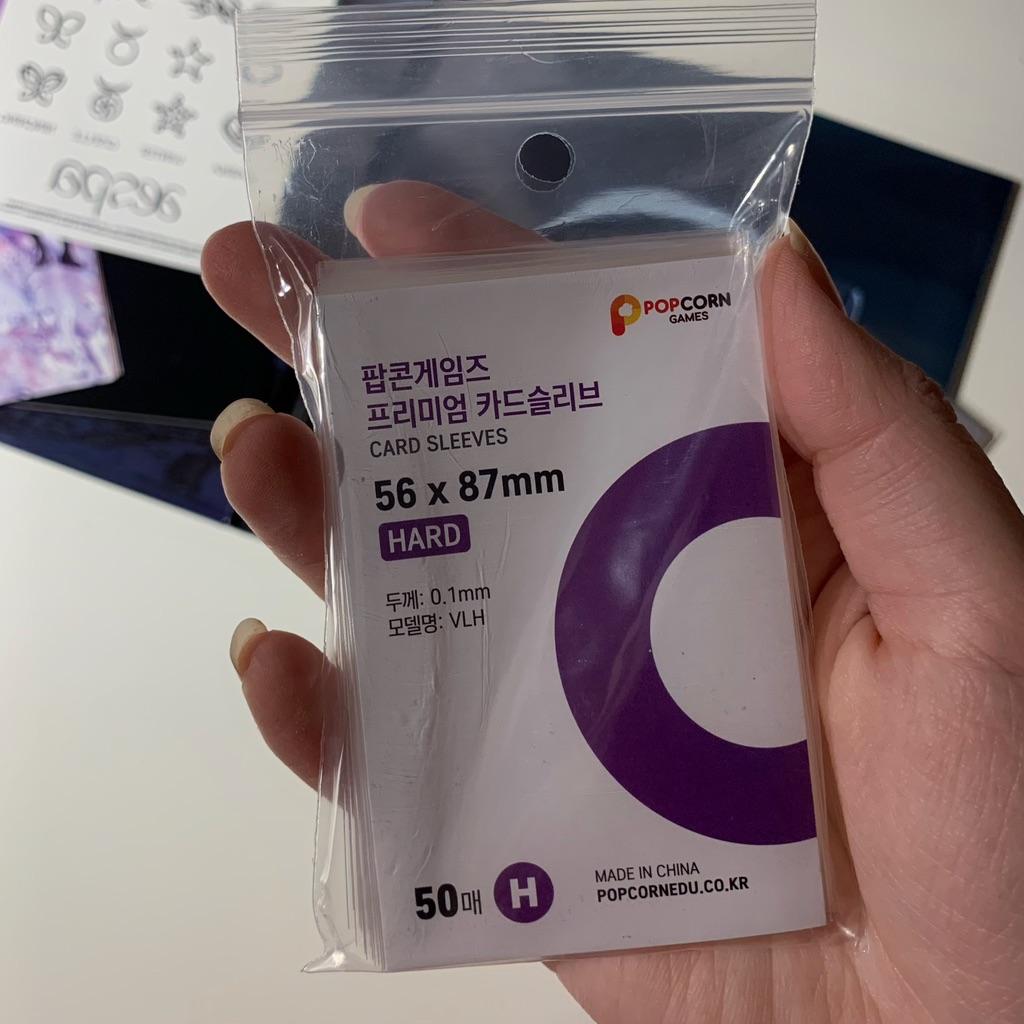 aespa
POPCORN
GAMES
팝콘게임즈
프리미엄 카드슬리브
CARD SLEEVES
56 x 87mm
HARD
두께: 0.1mm
모델명: VLH
50매
H
MADE IN CHINA
POPCORNEDU.CO.KR